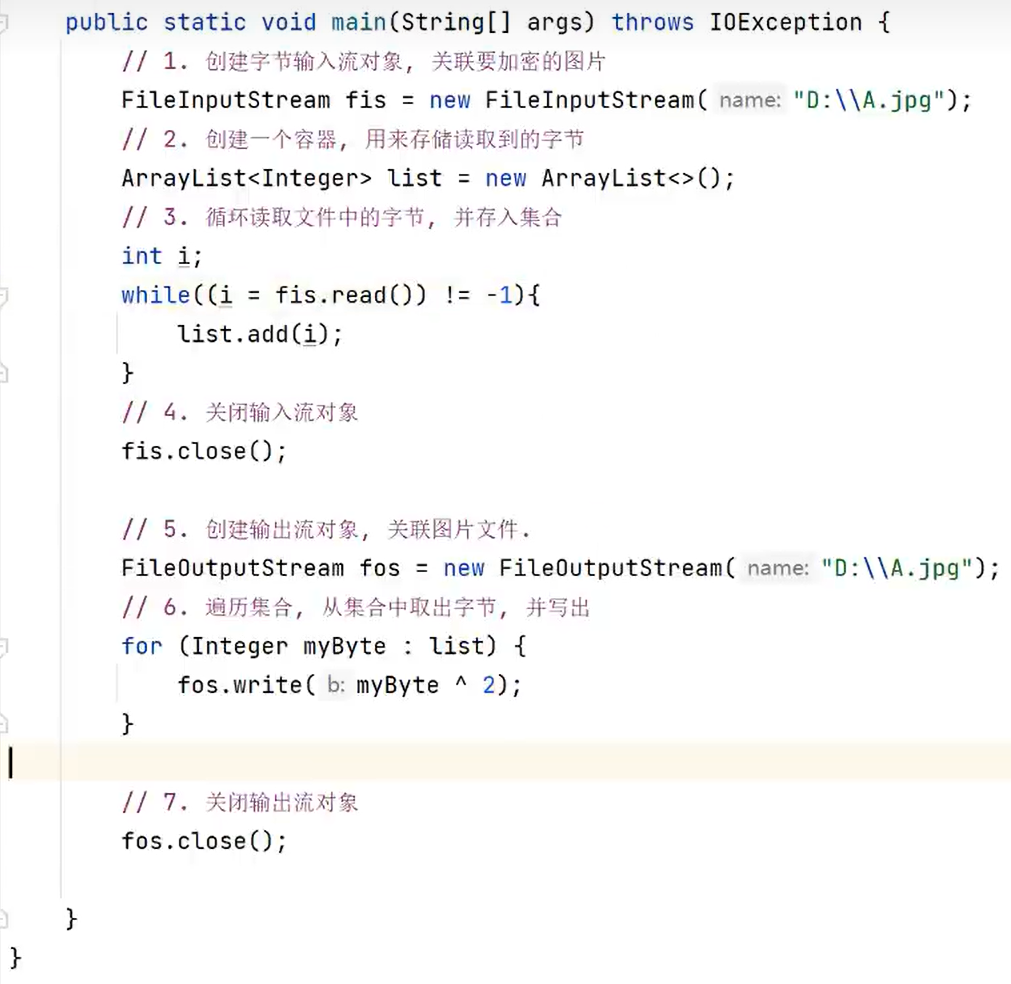 public static void main(String[] args) throws IOException {
// 1. 创建字节输入流对象, 关联要加密的图片
FileInputStream fis = new FileInputStream( name: "D:\\A.jpg");
// 2. 创建一个容器, 用来存储读取到的字节
ArrayList<Integer> list = new ArrayList<>();
// 3. 循环读取文件中的字节, 并存入集合
int i;
while((i = fis.read()) != -1){
list.add(i);
}
// 4. 关闭输入流对象
fis.close();
// 5. 创建输出流对象, 关联图片文件.
FileOutputStream fos = new FileOutputStream( name: "D:\\A.jpg");
// 6. 遍历集合, 从集合中取出字节, 并写出
for (Integer myByte : list) {
fos.write( b: myByte ^ 2);
}
// 7. 关闭输出流对象
fos.close();
}
}